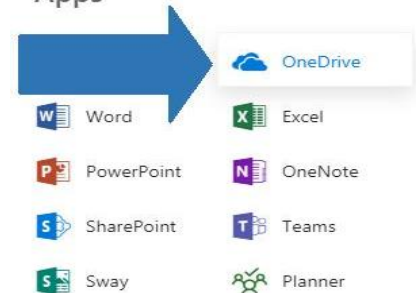 Apps
OneDrive
Word
Excel
PowerPoint
OneNote
SharePoint
Teams
Sway
Planner